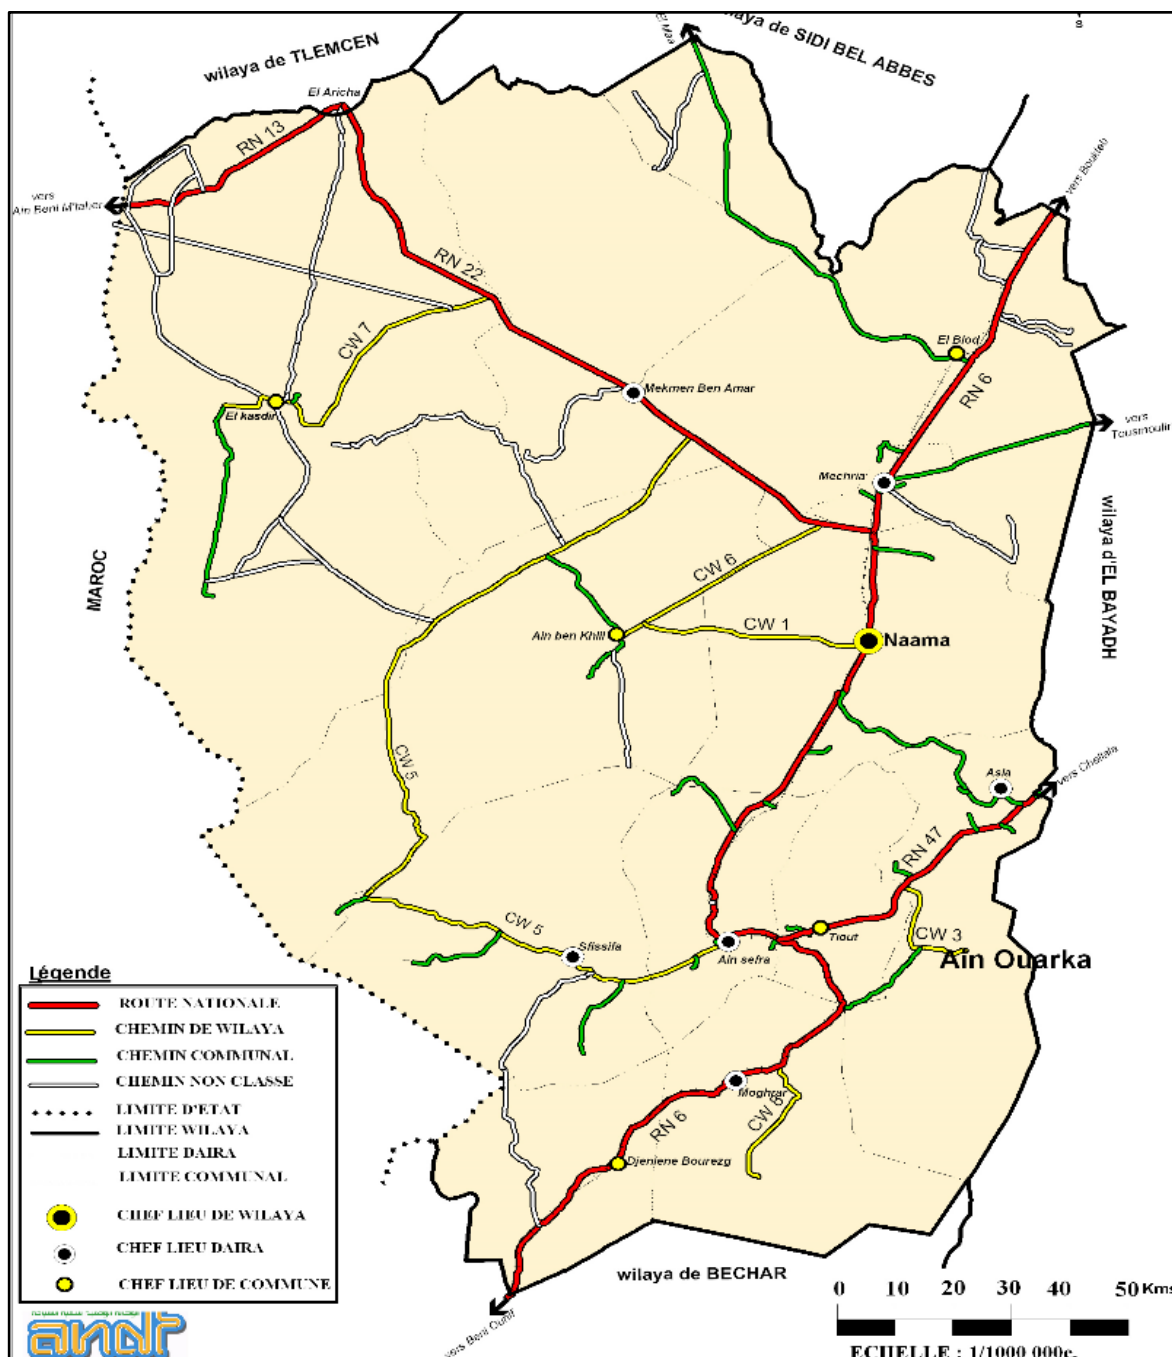 wilaya de TLEMCEN
wilaya de SIDI BEL ABBES
El Aricha
RN 13
vers
Ain Beni M'taher
RN 22
CW 7
El kasdir
Mekmen Ben Amar
El Biod
RN 6
Mechria
vers
wilaya d'EL BAYADH
MAROC
CW 6
CW 1
Ain ben Khlil
Naama
CW 5
Asla
vers Chellala
RN 47
CW 5
Sfissifa
Ain sefra
Tiout
CW 3
Ain Ouarka
Moghrar
CW 8
RN 6
Djeniene Bourezg
wilaya de BECHAR
vers Beni Ounif
Légende
ROUTE NATIONALE
CHEMIN DE WILAYA
CHEMIN COMMUNAL
CHEMIN NON CLASSE
LIMITE D'ETAT
LIMITE WILAYA
LIMITE DAIRA
LIMITE COMMUNAL
CHEF LIEU DE WILAYA
CHEF LIEU DAIRA
CHEF LIEU DE COMMUNE
0 10 20 30 40 50 Kms
ECHELLE : 1/1000 000e.